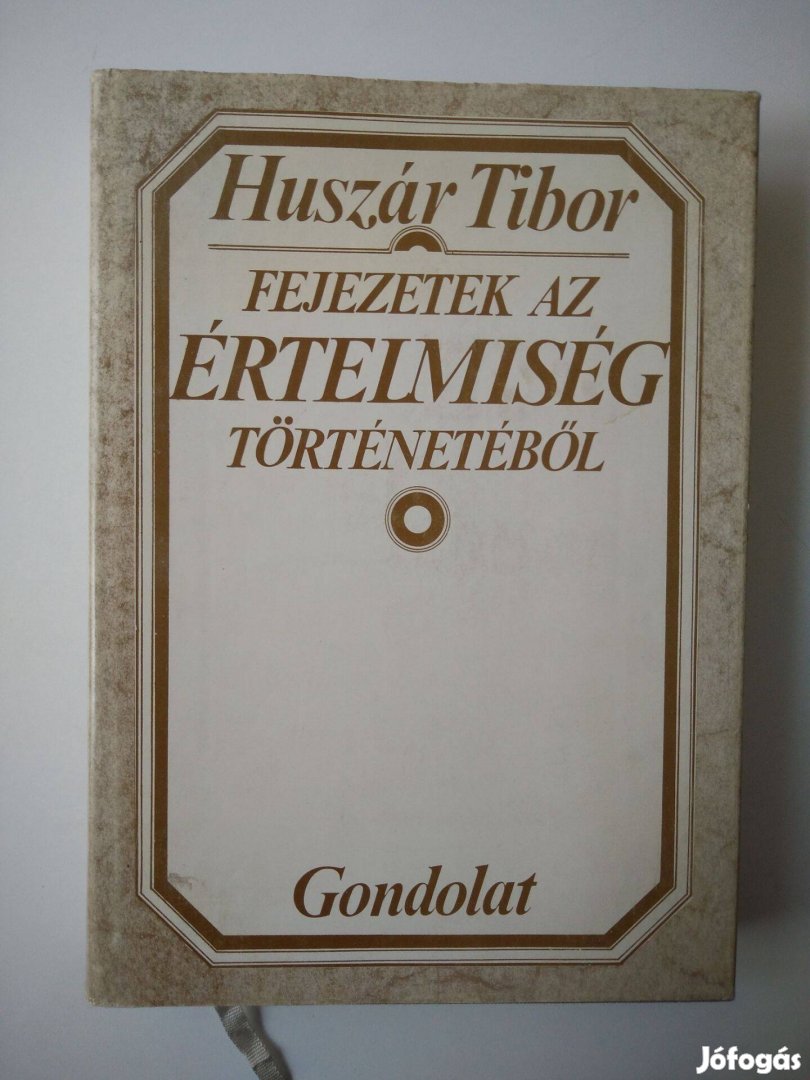 Huszár Tibor
FEJEZETEK AZ
ÉRTELMISÉG
TÖRTÉNETÉBŐL
Gondolat
Jófogás